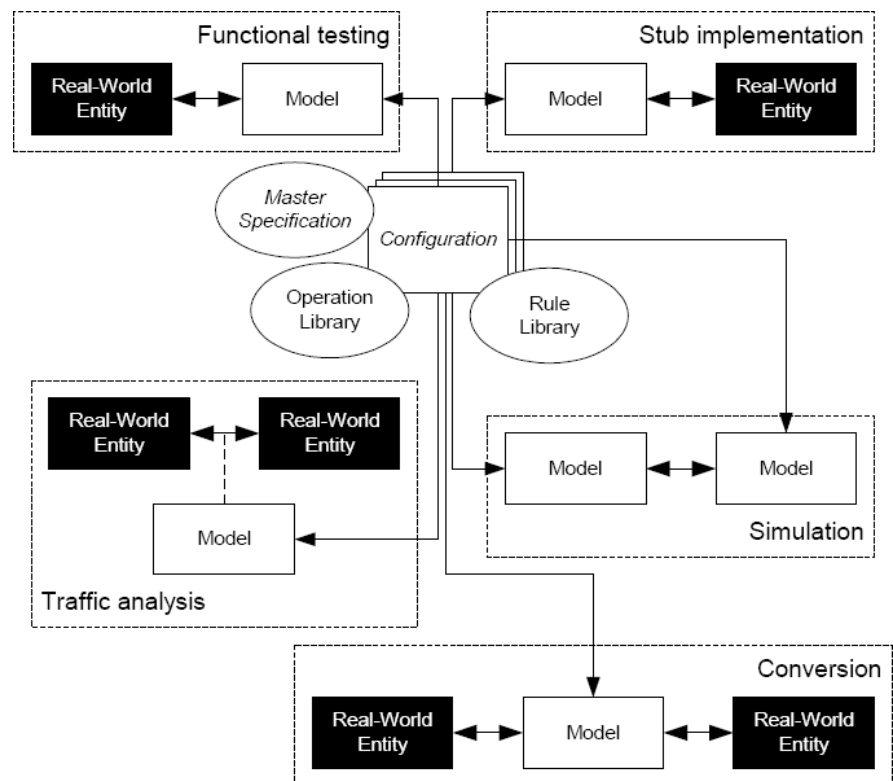 Functional testing
Real-World
Entity
Model
Stub implementation
Model
Real-World
Entity
Master
Specification
Configuration
Operation
Library
Rule
Library
Real-World
Entity
Real-World
Entity
Model
Traffic analysis
Model
Model
Simulation
Conversion
Real-World
Entity
Model
Real-World
Entity